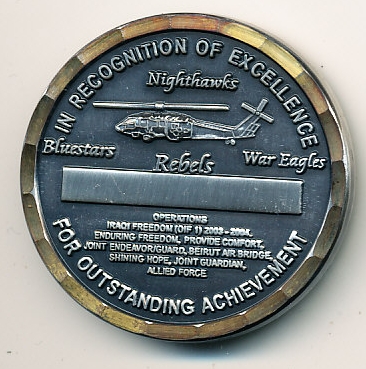 IN RECOGNITION OF EXCELLENCE
Nighthawks
Bluestars
Rebels
War Eagles
OPERATIONS
IRAQI FREEDOM (OIF 1) 2003 - 2004,
ENDURING FREEDOM, PROVIDE COMFORT,
JOINT ENDEAVOR/GUARD, BEIRUT AIR BRIDGE,
SHINING HOPE, JOINT GUARDIAN,
ALLIED FORCE
FOR OUTSTANDING ACHIEVEMENT